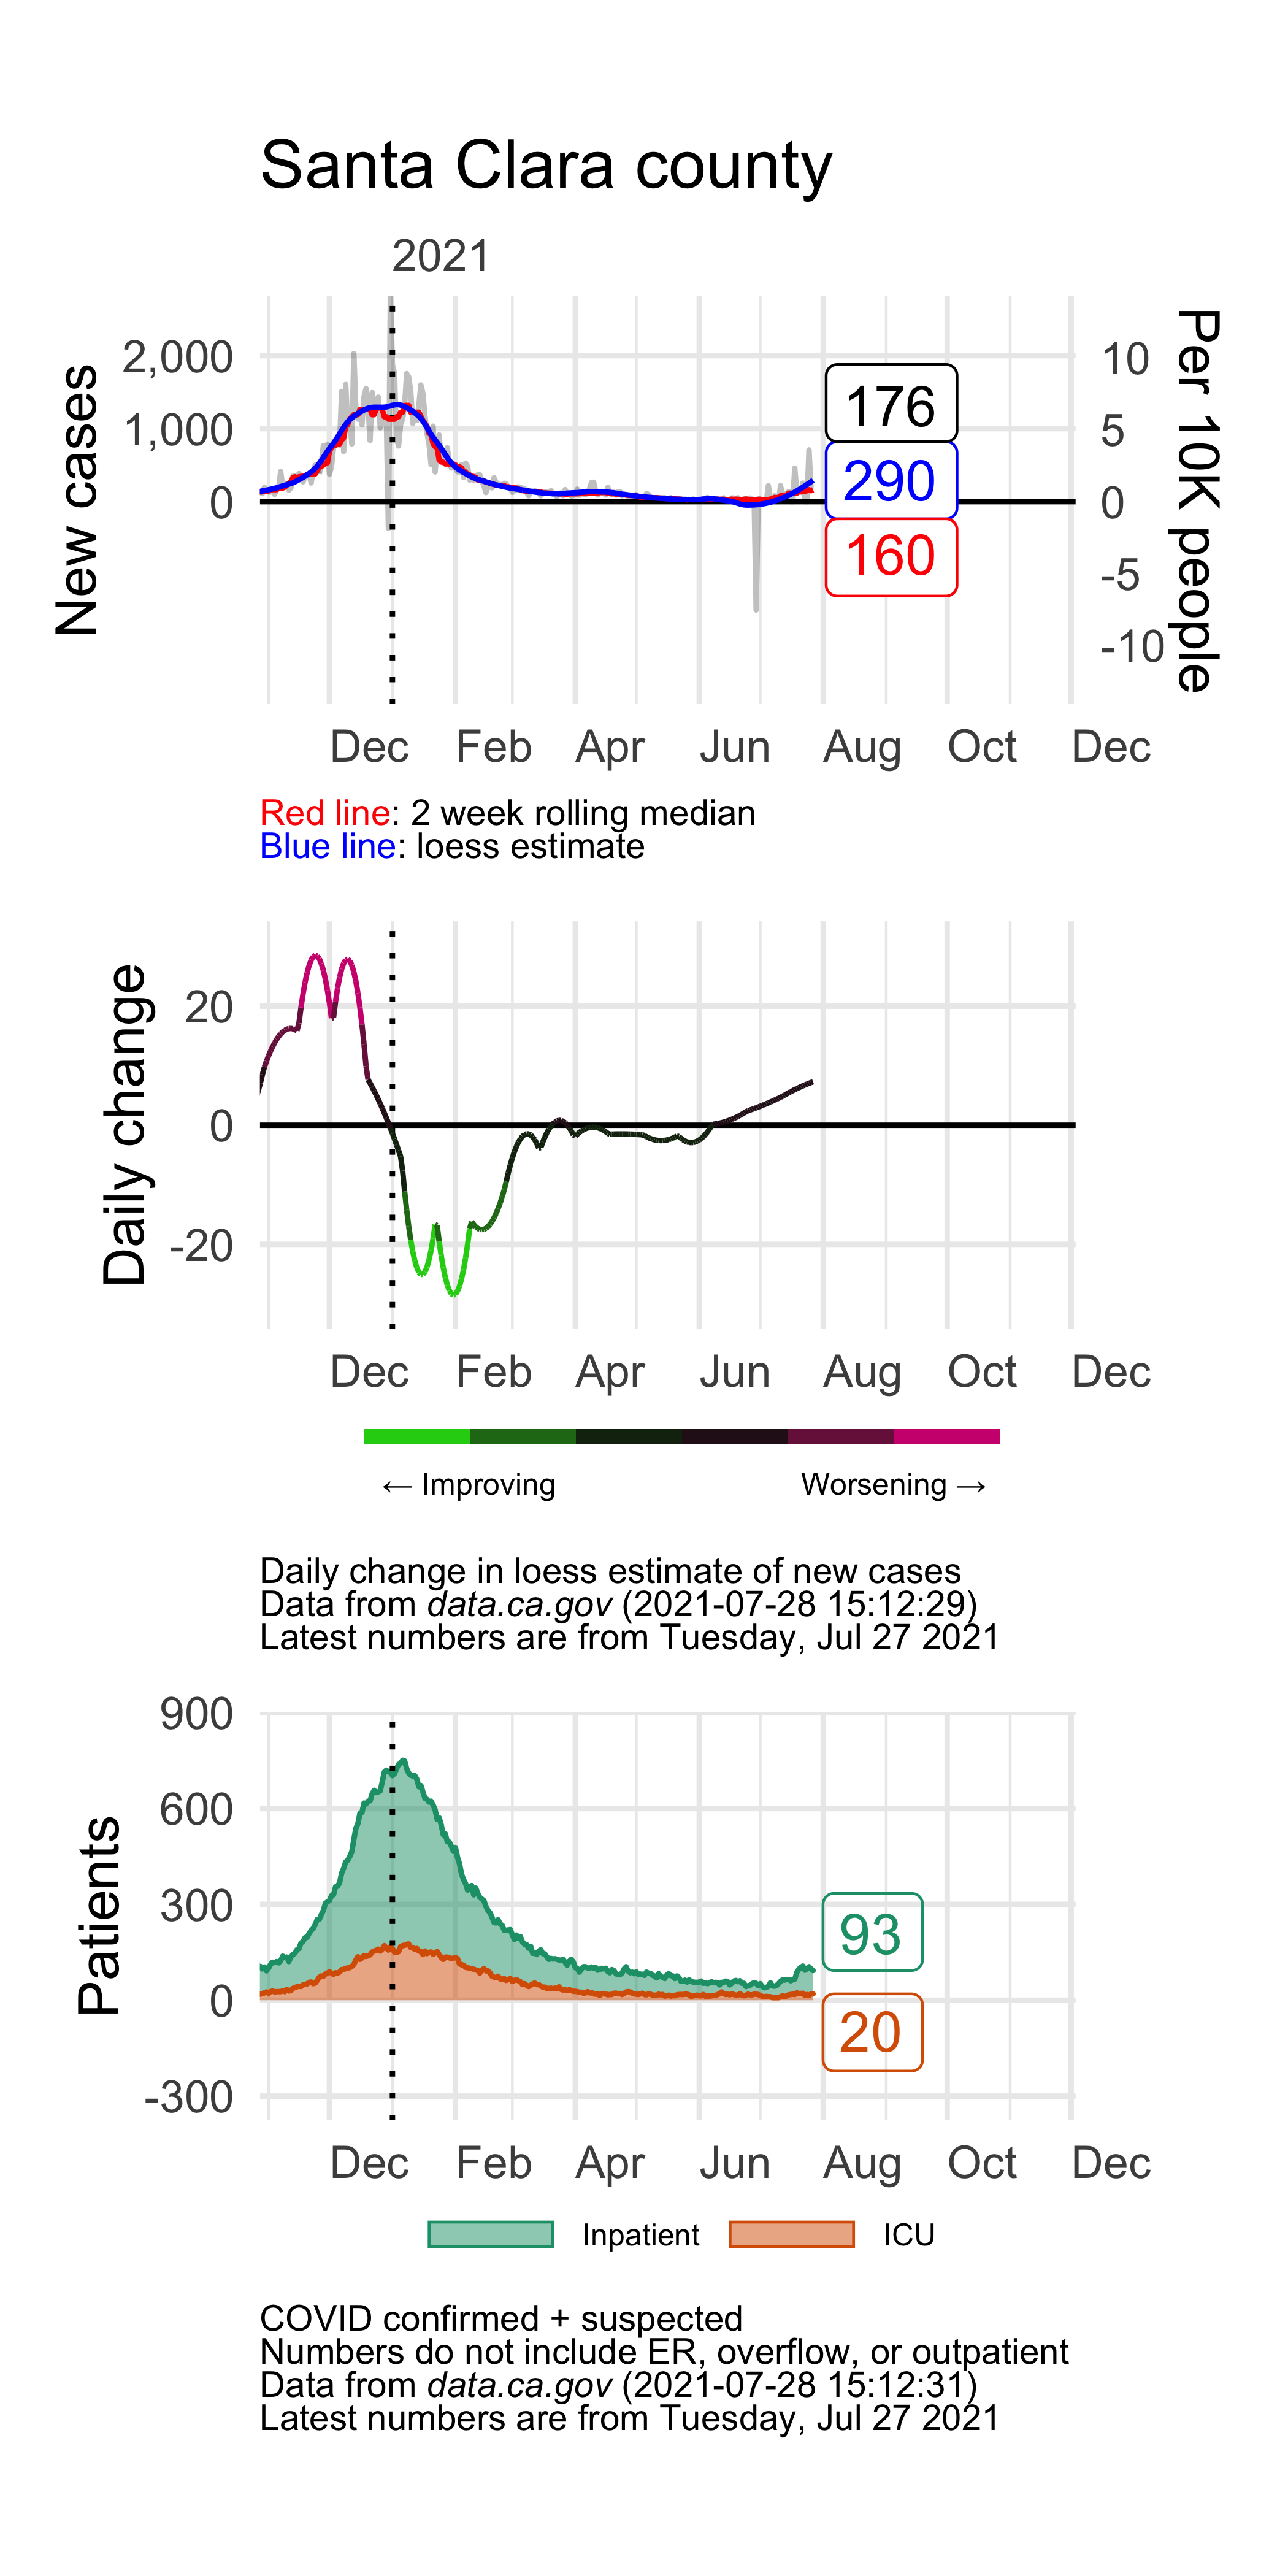 Santa Clara county
2021
New cases
2,000
1,000
0
10
5
0
-5
-10
Per 10K people
176
290
160
Dec Feb Apr Jun Aug Oct Dec
Red line: 2 week rolling median
Blue line: loess estimate
Daily change
20
0
-20
Dec Feb Apr Jun Aug Oct Dec
← Improving Worsening →
Daily change in loess estimate of new cases
Data from data.ca.gov (2021-07-28 15:12:29)
Latest numbers are from Tuesday, Jul 27 2021
Patients
900
600
300
0
-300
93
20
Dec Feb Apr Jun Aug Oct Dec
Inpatient ICU
COVID confirmed + suspected
Numbers do not include ER, overflow, or outpatient
Data from data.ca.gov (2021-07-28 15:12:31)
Latest numbers are from Tuesday, Jul 27 2021